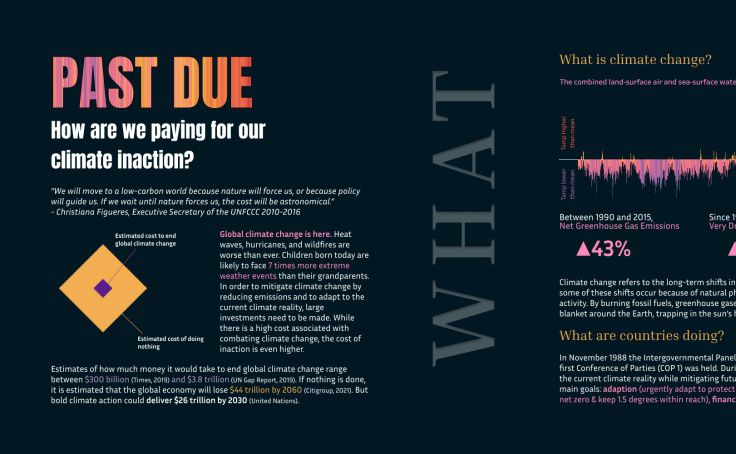 PAST DUE
How are we paying for our
climate inaction?
"We will move to a low-carbon world because nature will force us, or because policy
will guide us. If we wait until nature forces us, the cost will be astronomical."
- Christiana Figueres, Executive Secretary of the UNFCCC 2010-2016
Estimated cost to end
global climate change
Estimated cost of doing
nothing
Global climate change is here. Heat
waves, hurricanes, and wildfires are
worse than ever. Children born today are
likely to face 7 times more extreme
weather events than their grandparents.
In order to mitigate climate change by
reducing emissions and to adapt to the
current climate reality, large
investments need to be made. While
there is a high cost associated with
combating climate change, the cost of
inaction is even higher.
Estimates of how much money it would take to end global climate change range
between $300 billion (Times, 2019) and $3.8 trillion (UN Gap Report, 2019). If nothing is done,
it is estimated that the global economy will lose $44 trillion by 2060 (Citigroup, 2021). But
bold climate action could deliver $26 trillion by 2030 (United Nations).
WHAT
What is climate change?
The combined land-surface air and sea-surface wate
Temp higher
than mean
Temp lower
than mean
Between 1990 and 2015,
Net Greenhouse Gas Emissions
▲43%
Since 1
Very Dr
Climate change refers to the long-term shifts in
some of these shifts occur because of natural ph
activity. By burning fossil fuels, greenhouse gase
blanket around the Earth, trapping in the sun's h
What are countries doing?
In November 1988 the Intergovernmental Panel
first Conference of Parties (COP 1) was held. Duri
the current climate reality while mitigating futu
main goals: adaption (urgently adapt to protect
net zero & keep 1.5 degrees within reach), financ